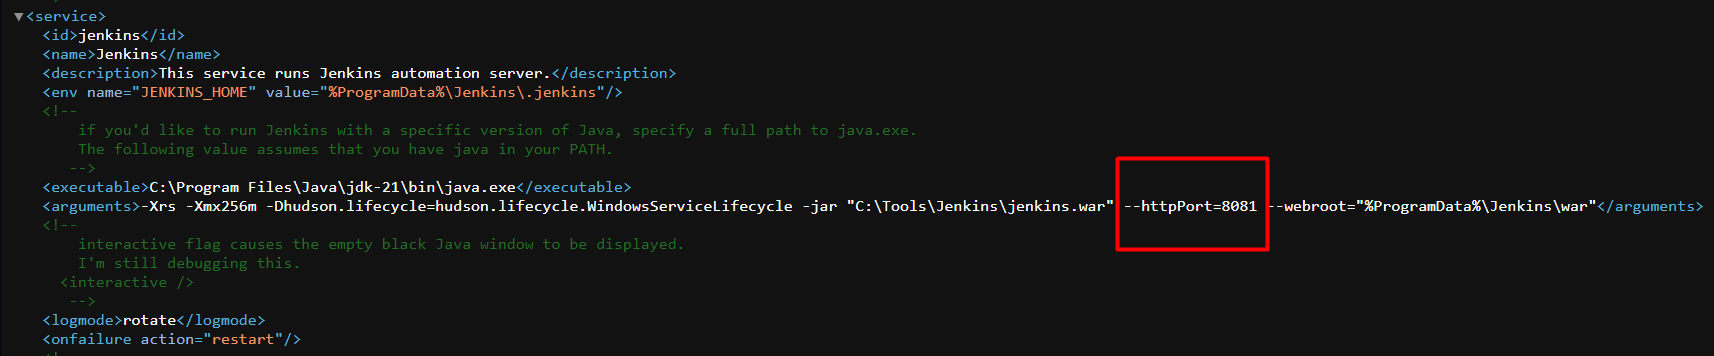 ▼<service>
<id>jenkins</id>
<name>Jenkins</name>
<description>This service runs Jenkins automation server.</description>
<env name="JENKINS_HOME" value="%ProgramData%\Jenkins\.jenkins"/>
<!--
if you'd like to run Jenkins with a specific version of Java, specify a full path to java.exe.
The following value assumes that you have java in your PATH.
-->
<executable>C:\Program Files\Java\jdk-21\bin\java.exe</executable>
<arguments>-Xrs -Xmx256m -Dhudson.lifecycle=hudson.lifecycle.WindowsServiceLifecycle -jar "C:\Tools\Jenkins\jenkins.war" --httpPort=8081 --webroot="%ProgramData%\Jenkins\war"</arguments>
<!--
interactive flag causes the empty black Java window to be displayed.
I'm still debugging this.
<interactive />
-->
<logmode>rotate</logmode>
<onfailure action="restart"/>